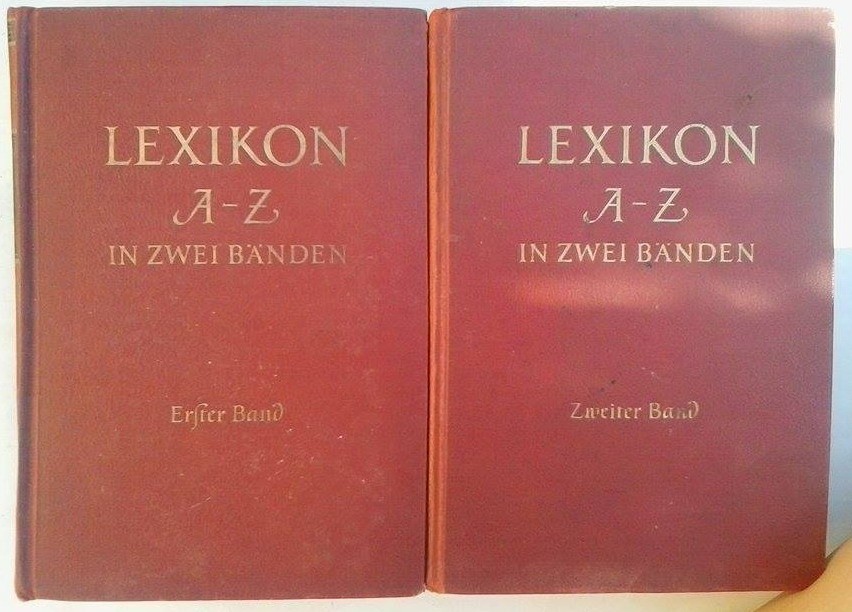 LEXIKON
A-Z
IN ZWEI BÄNDEN
Erſter Band
LEXIKON
A-Z
IN ZWEI BÄNDEN
Zweiter Band